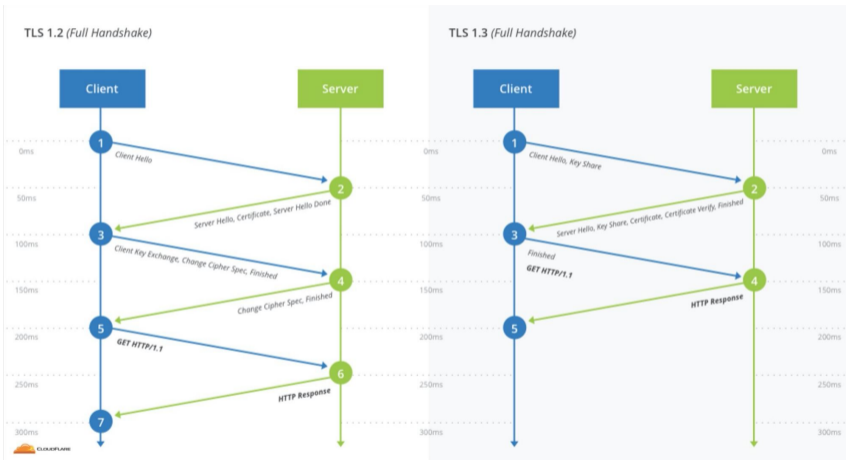 TLS 1.2 (Full Handshake)
Client
Server
0ms
1
Client Hello
50ms
2
Server Hello, Certificate, Server Hello Done
100ms
3
Client Key Exchange, Change Cipher Spec, Finished
150ms
4
Change Cipher Spec, Finished
200ms
5
GET HTTP/1.1
250ms
6
HTTP Response
300ms
7
CLOUDFLARE
TLS 1.3 (Full Handshake)
Client
Server
0ms
1
Client Hello, Key Share
0ms
50ms
2
Server Hello, Key Share, Certificate, Certificate Verify, Finished
50ms
100ms
3
Finished
GET HTTP/1.1
100ms
150ms
4
HTTP Response
150ms
200ms
5
200ms
250ms
250ms
300ms
300ms